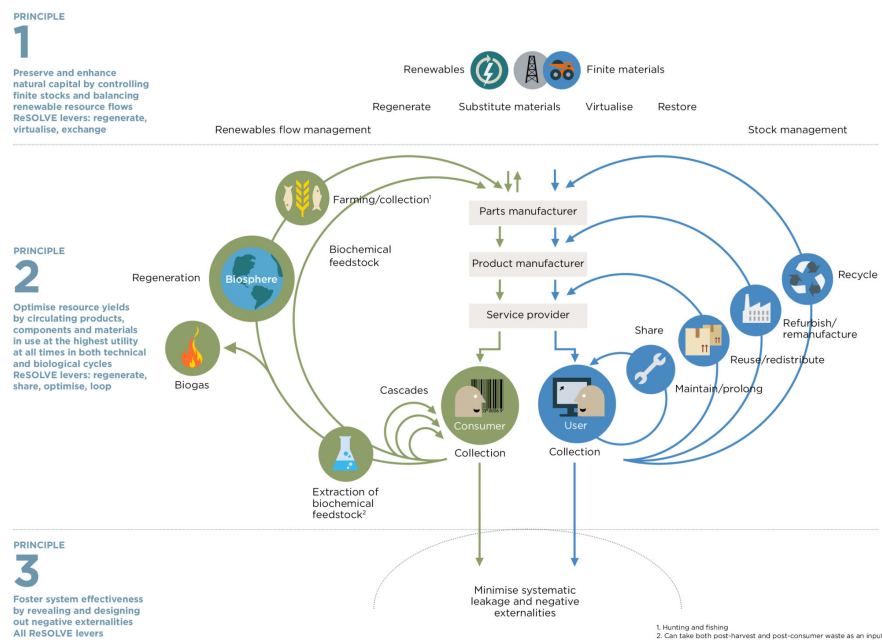 PRINCIPLE
1
Preserve and enhance
natural capital by controlling
finite stocks and balancing
renewable resource flows
ReSOLVE levers: regenerate,
virtualise, exchange
Renewables
Finite materials
Regenerate
Substitute materials
Virtualise
Restore
Renewables flow management
Stock management
PRINCIPLE
2
Optimise resource yields
by circulating products,
components and materials
in use at the highest utility
at all times in both technical
and biological cycles
ReSOLVE levers: regenerate,
share, optimise, loop
Farming/collection¹
Biochemical
feedstock
Regeneration
Biosphere
Biogas
Cascades
Extraction of
biochemical
feedstock²
Parts manufacturer
Product manufacturer
Service provider
Consumer
Collection
User
Collection
Share
Maintain/prolong
Reuse/redistribute
Refurbish/
remanufacture
Recycle
PRINCIPLE
3
Foster system effectiveness
by revealing and designing
out negative externalities
All ReSOLVE levers
Minimise systematic
leakage and negative
externalities
1. Hunting and fishing
2. Can take both post-harvest and post-consumer waste as an input